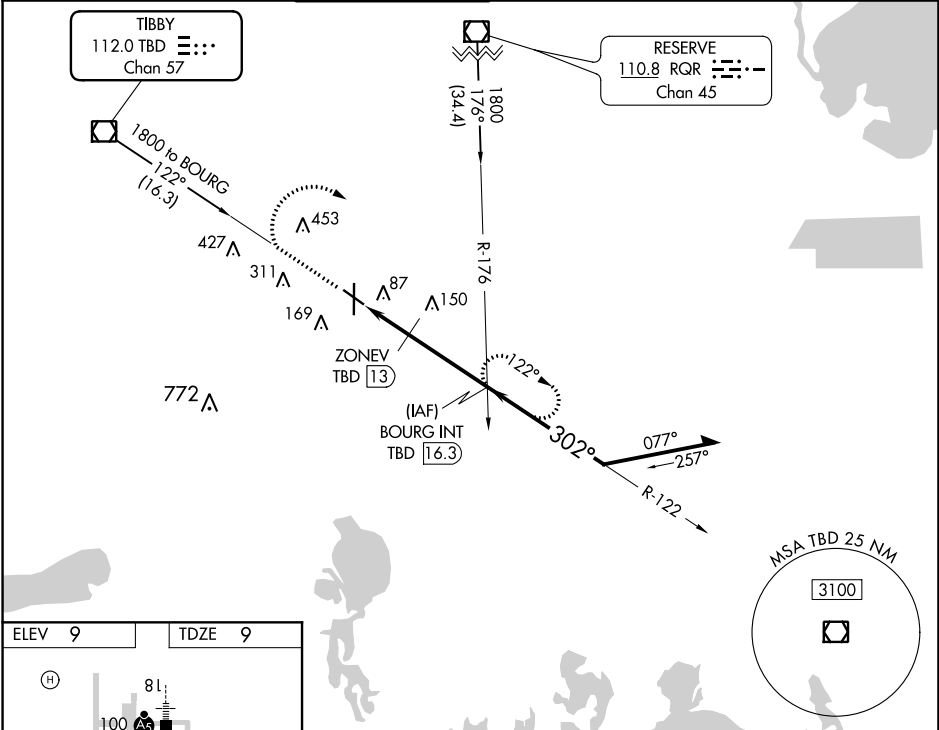 TIBBY
112.0 TBD
Chan 57
RESERVE
110.8 RQR
Chan 45
1800 to BOURG
122°
(16.3)
1800
176°
(34.4)
R-176
453
427
311
169
87
150
772
ZONEV
TBD 13
(IAF)
BOURG INT
TBD 16.3
122°
302°
077°
257°
R-122
MSA TBD 25 NM
3100
ELEV 9
TDZE 9
H
18
100
A5